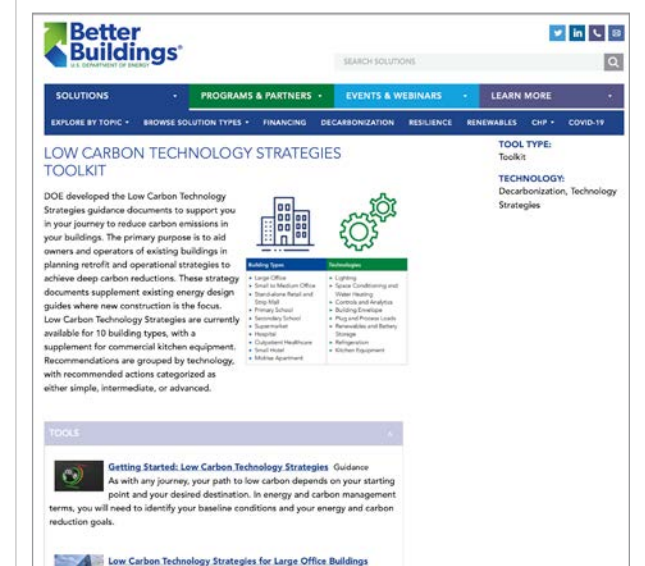 Better
Buildings®
U.S. DEPARTMENT OF ENERGY
SEARCH SOLUTIONS
SOLUTIONS
PROGRAMS & PARTNERS
EVENTS & WEBINARS
LEARN MORE
EXPLORE BY TOPIC
BROWSE SOLUTION TYPES
FINANCING
DECARBONIZATION
RESILIENCE
RENEWABLES
CHP
COVID-19
LOW CARBON TECHNOLOGY STRATEGIES
TOOLKIT
DOE developed the Low Carbon Technology
Strategies guidance documents to support you
in your journey to reduce carbon emissions in
your buildings. The primary purpose is to aid
owners and operators of existing buildings in
planning retrofit and operational strategies to
achieve deep carbon reductions. These strategy
documents supplement existing energy design
guides where new construction is the focus.
Low Carbon Technology Strategies are currently
available for 10 building types, with a
supplement for commercial kitchen equipment.
Recommendations are grouped by technology,
with recommended actions categorized as
either simple, intermediate, or advanced.
Building Types
• Large Office
• Small to Medium Office
• Stand-alone Retail and
Strip Mall
• Primary School
• Secondary School
• Supermarket
• Hospital
• Outpatient Healthcare
• Small Hotel
• Midrise Apartment
Technologies
• Lighting
• Space Conditioning and
Water Heating
• Controls and Analytics
• Building Envelope
• Plug and Process Loads
• Renewables and Battery
Storage
• Refrigeration
• Kitchen Equipment
TOOL TYPE:
Toolkit
TECHNOLOGY:
Decarbonization, Technology
Strategies
TOOLS
Getting Started: Low Carbon Technology Strategies Guidance
As with any journey, your path to low carbon depends on your starting
point and your desired destination. In energy and carbon management
terms, you will need to identify your baseline conditions and your energy and carbon
reduction goals.
Low Carbon Technology Strategies for Large Office Buildings